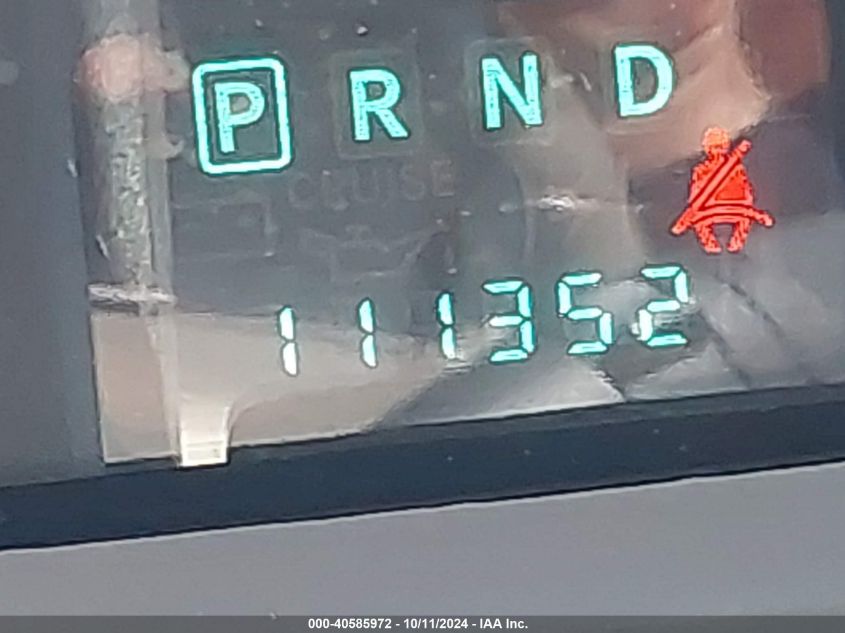 P R N D
CRUISE
111352
000-40585972 - 10/11/2024 - IAA Inc.